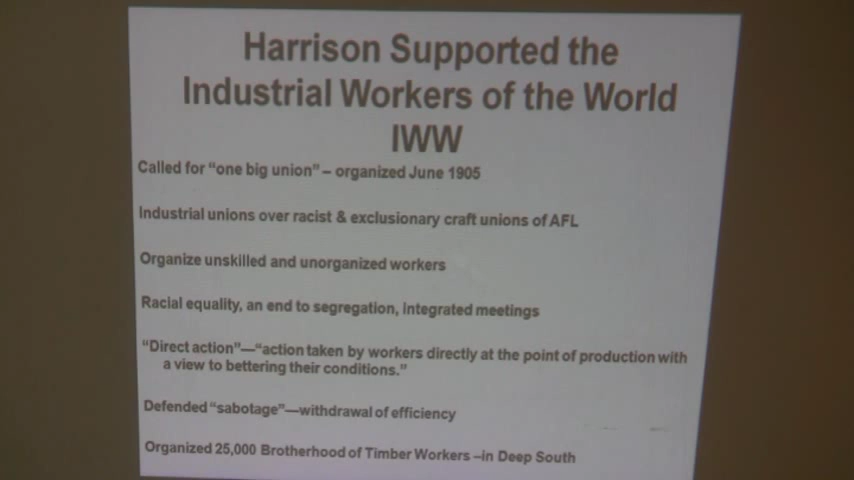 Harrison Supported the
Industrial Workers of the World
IWW
Called for “one big union” – organized June 1905
Industrial unions over racist & exclusionary craft unions of AFL
Organize unskilled and unorganized workers
Racial equality, an end to segregation, integrated meetings
“Direct action”—“action taken by workers directly at the point of production with
a view to bettering their conditions.”
Defended “sabotage”—withdrawal of efficiency
Organized 25,000 Brotherhood of Timber Workers –in Deep South